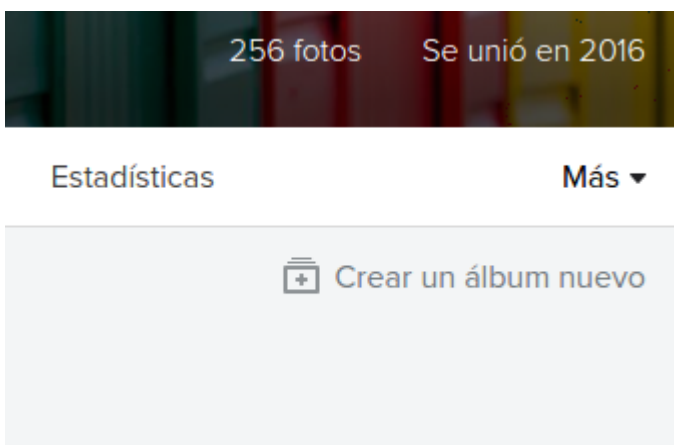 256 fotos Se unió en 2016
Estadísticas Más
Crear un álbum nuevo